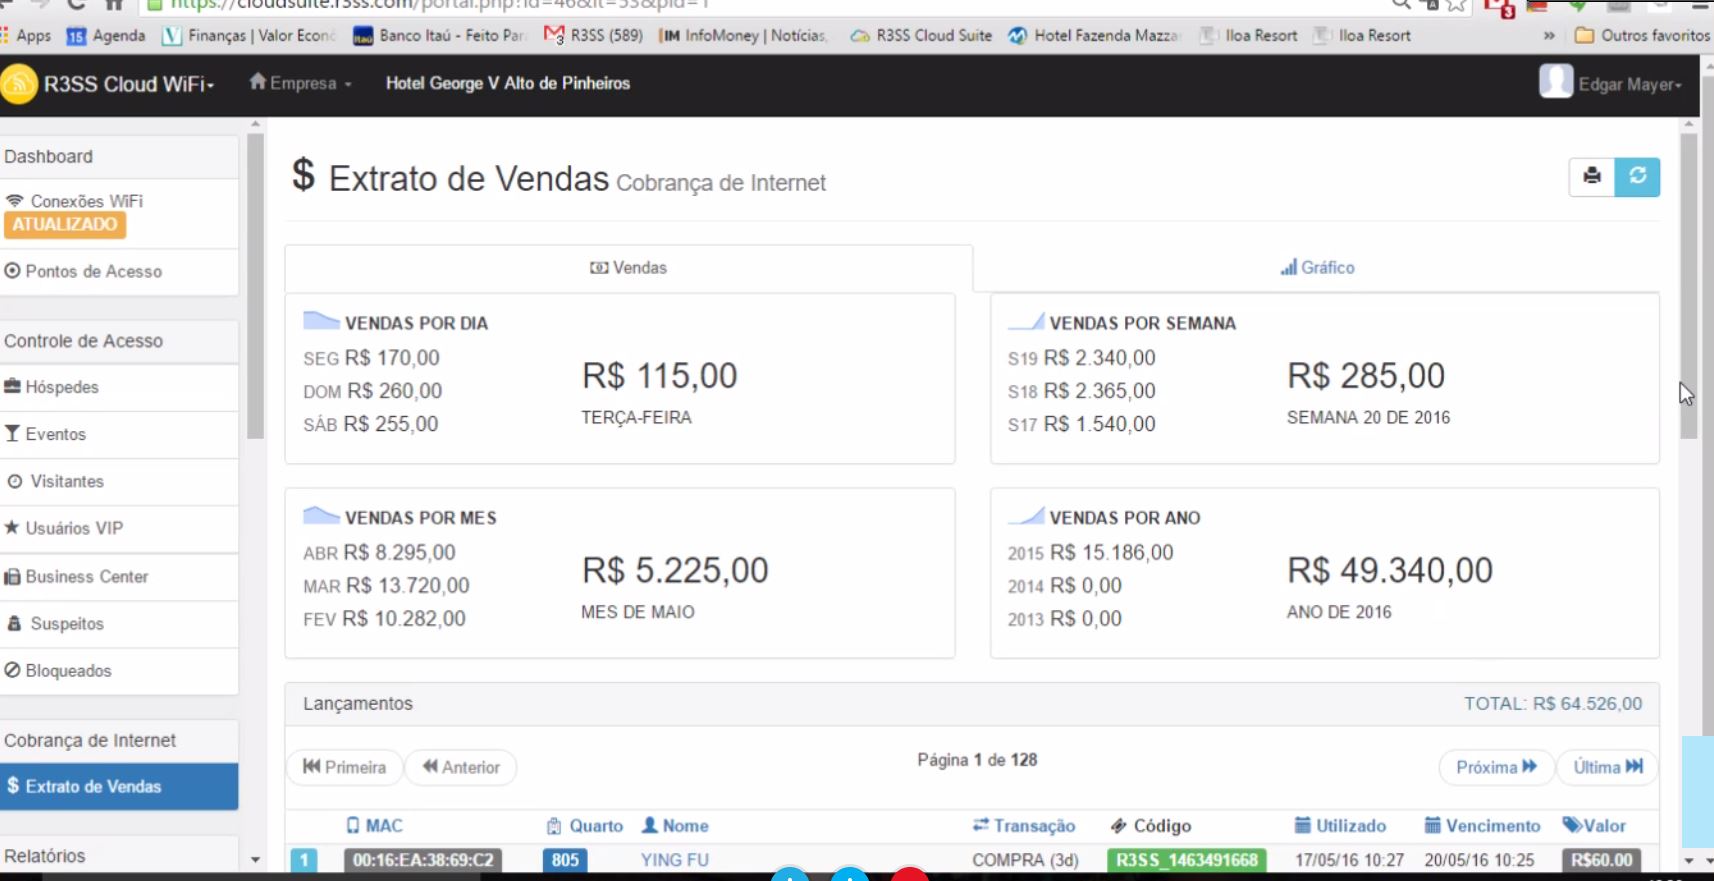 https://cloudsuite.r3ss.com/portal.php?id=46&it=53&pid=1
Apps 15 Agenda Finanças | Valor Econô Banco Itaú - Feito Par R3SS (589) InfoMoney | Notícias, R3SS Cloud Suite Hotel Fazenda Mazza Iloa Resort Iloa Resort » Outros favoritos
R3SS Cloud WiFi Empresa Hotel George V Alto de Pinheiros Edgar Mayer
Dashboard
Conexões WiFi
ATUALIZADO
Pontos de Acesso
Controle de Acesso
Hóspedes
Eventos
Visitantes
Usuários VIP
Business Center
Suspeitos
Bloqueados
Cobrança de Internet
$ Extrato de Vendas
Relatórios
$ Extrato de Vendas Cobrança de Internet
Vendas Gráfico
VENDAS POR DIA
SEG R$ 170,00
DOM R$ 260,00
SÁB R$ 255,00
R$ 115,00
TERÇA-FEIRA
VENDAS POR SEMANA
S19 R$ 2.340,00
S18 R$ 2.365,00
S17 R$ 1.540,00
R$ 285,00
SEMANA 20 DE 2016
VENDAS POR MES
ABR R$ 8.295,00
MAR R$ 13.720,00
FEV R$ 10.282,00
R$ 5.225,00
MES DE MAIO
VENDAS POR ANO
2015 R$ 15.186,00
2014 R$ 0,00
2013 R$ 0,00
R$ 49.340,00
ANO DE 2016
Lançamentos TOTAL: R$ 64.526,00
Primeira Anterior Página 1 de 128 Próxima Última
MAC Quarto Nome Transação Código Utilizado Vencimento Valor
1 00:16:EA:38:69:C2 805 YING FU COMPRA (3d) R3SS_1463491668 17/05/16 10:27 20/05/16 10:25 R$60.00